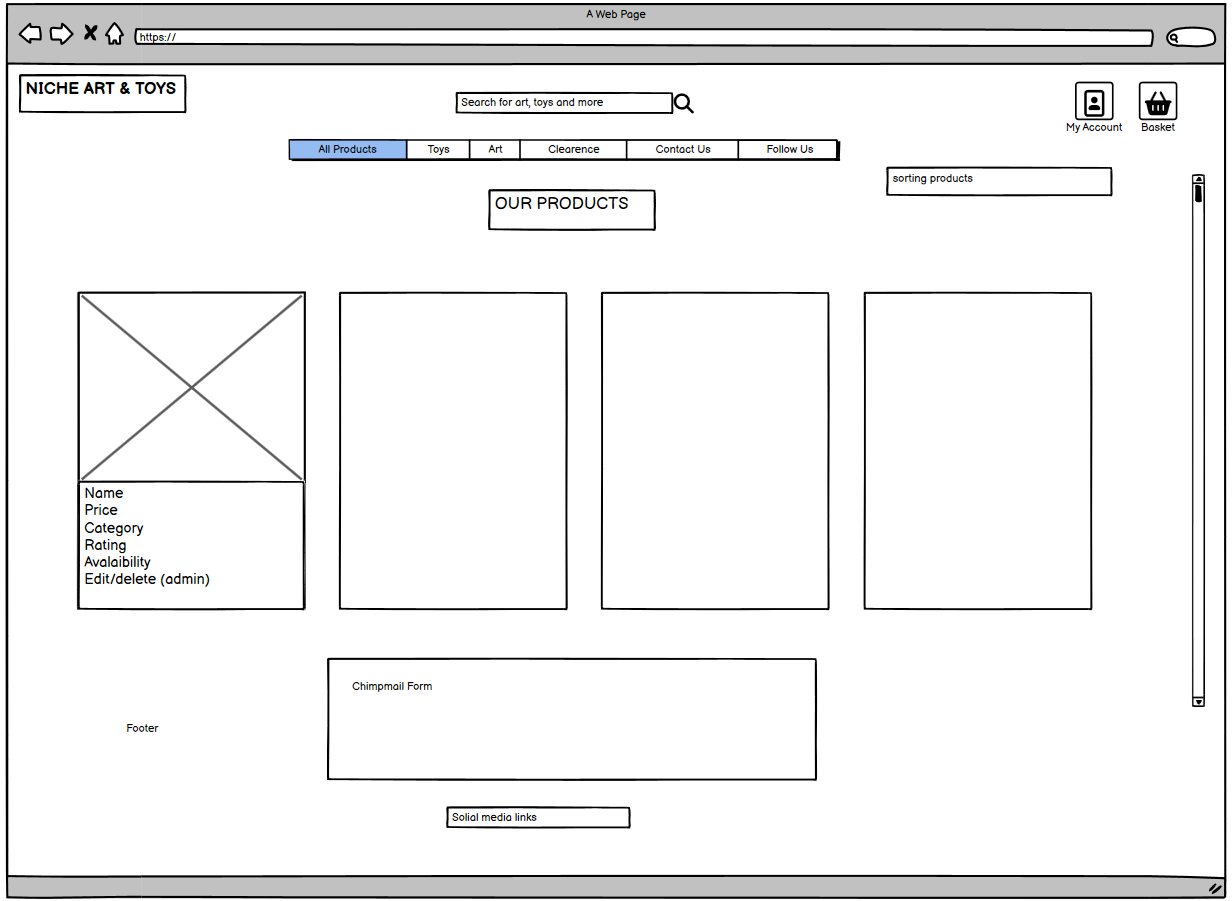 A Web Page
https://
NICHE ART & TOYS
Search for art, toys and more
My Account
Basket
All Products
Toys
Art
Clearence
Contact Us
Follow Us
sorting products
OUR PRODUCTS
Name
Price
Category
Rating
Avalaibility
Edit/delete (admin)
Chimpmail Form
Footer
Solial media links